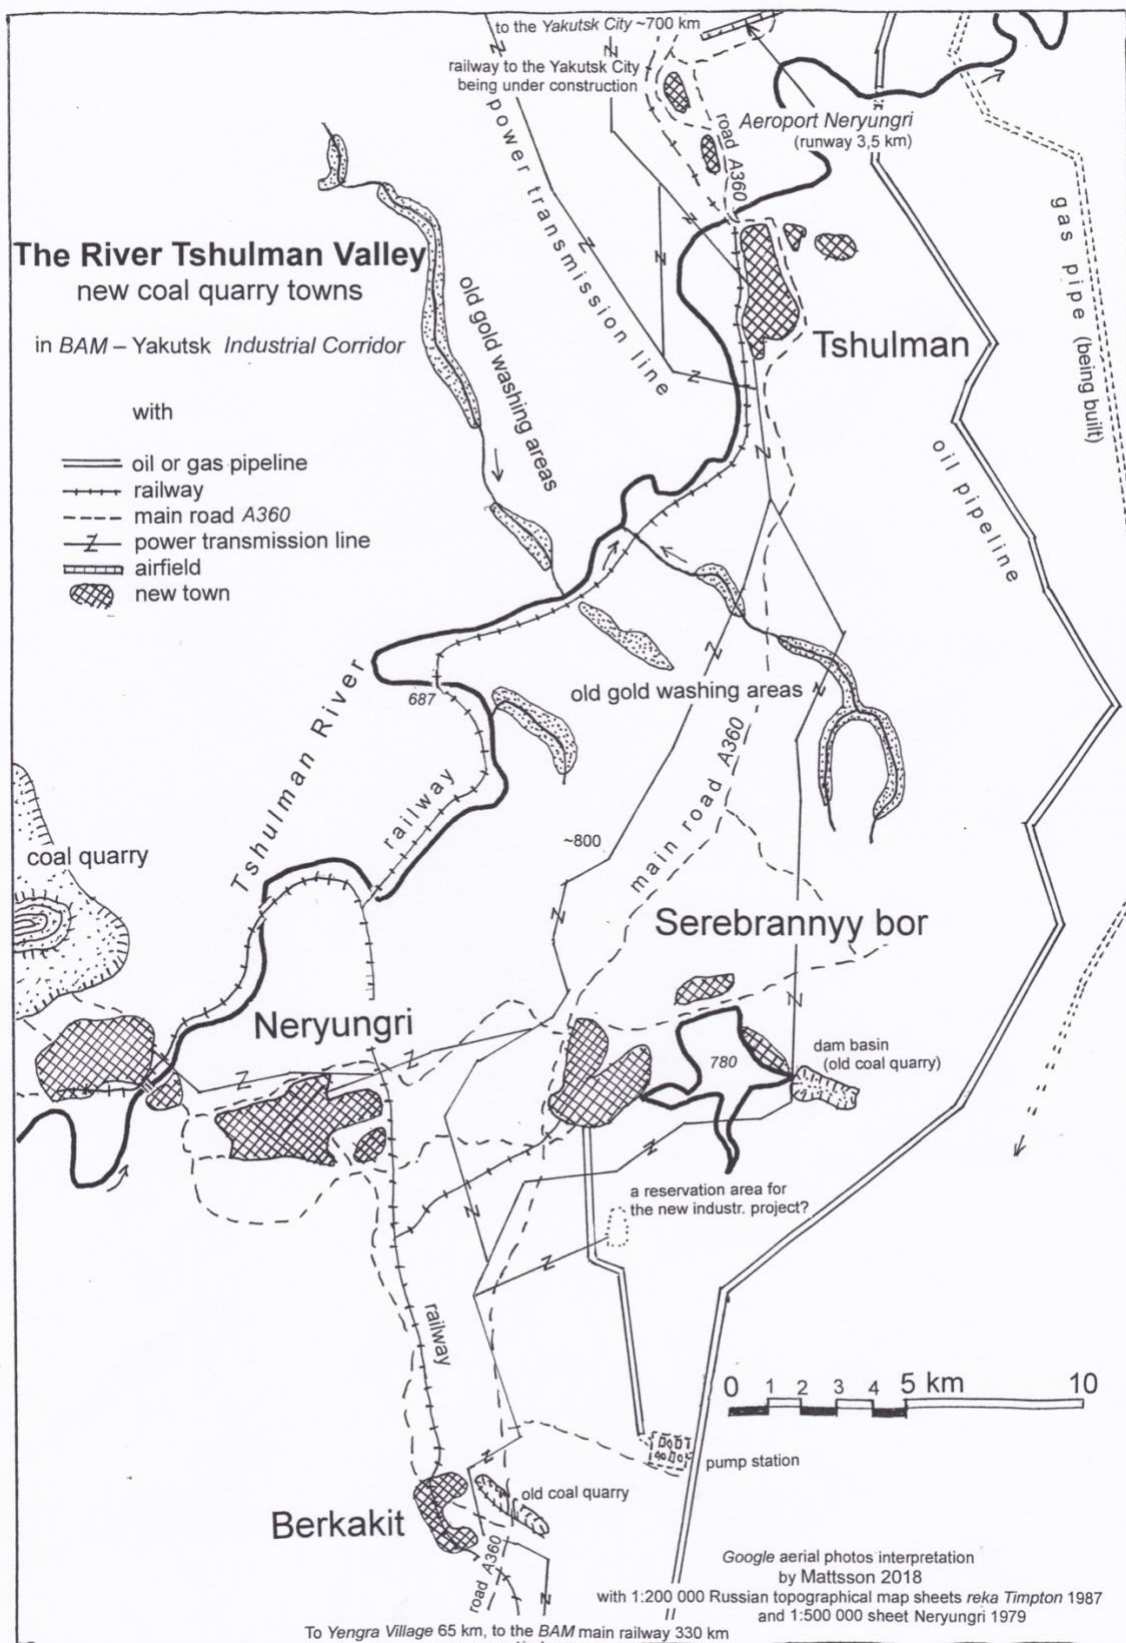 to the Yakutsk City ~700 km
railway to the Yakutsk City
being under construction
power transmission line
road A360
Aeroport Neryungri
(runway 3,5 km)
gas pipe (being built)
The River Tshulman Valley
new coal quarry towns
in BAM – Yakutsk Industrial Corridor
with
oil or gas pipeline
railway
main road A360
power transmission line
airfield
new town
old gold washing areas
Tshulman
oil pipeline
Tshulman River
687
old gold washing areas
railway
main road A360
~800
coal quarry
Serebrannyy bor
Neryungri
780
dam basin
(old coal quarry)
a reservation area for
the new industr. project?
railway
0 1 2 3 4 5 km 10
pump station
old coal quarry
Berkakit
road A360
Google aerial photos interpretation
by Mattsson 2018
with 1:200 000 Russian topographical map sheets reka Timpton 1987
and 1:500 000 sheet Neryungri 1979
To Yengra Village 65 km, to the BAM main railway 330 km